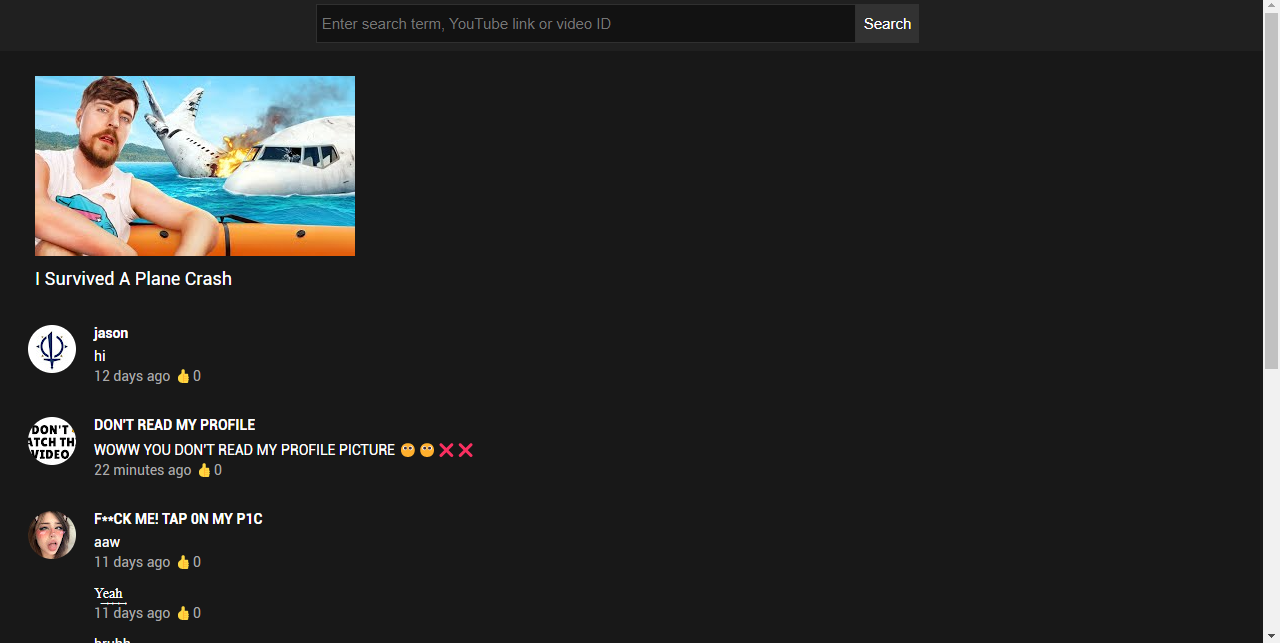 Enter search term, YouTube link or video ID
Search
I Survived A Plane Crash
jason
hi
12 days ago 👍0
DON'T
ATCH TH
VIDEO
DON'T READ MY PROFILE
WOWW YOU DON'T READ MY PROFILE PICTURE 😶😶❌❌
22 minutes ago 👍0
F**CK ME! TAP 0N MY P1C
aaw
11 days ago 👍0
Yeah
11 days ago 👍0
bruhh